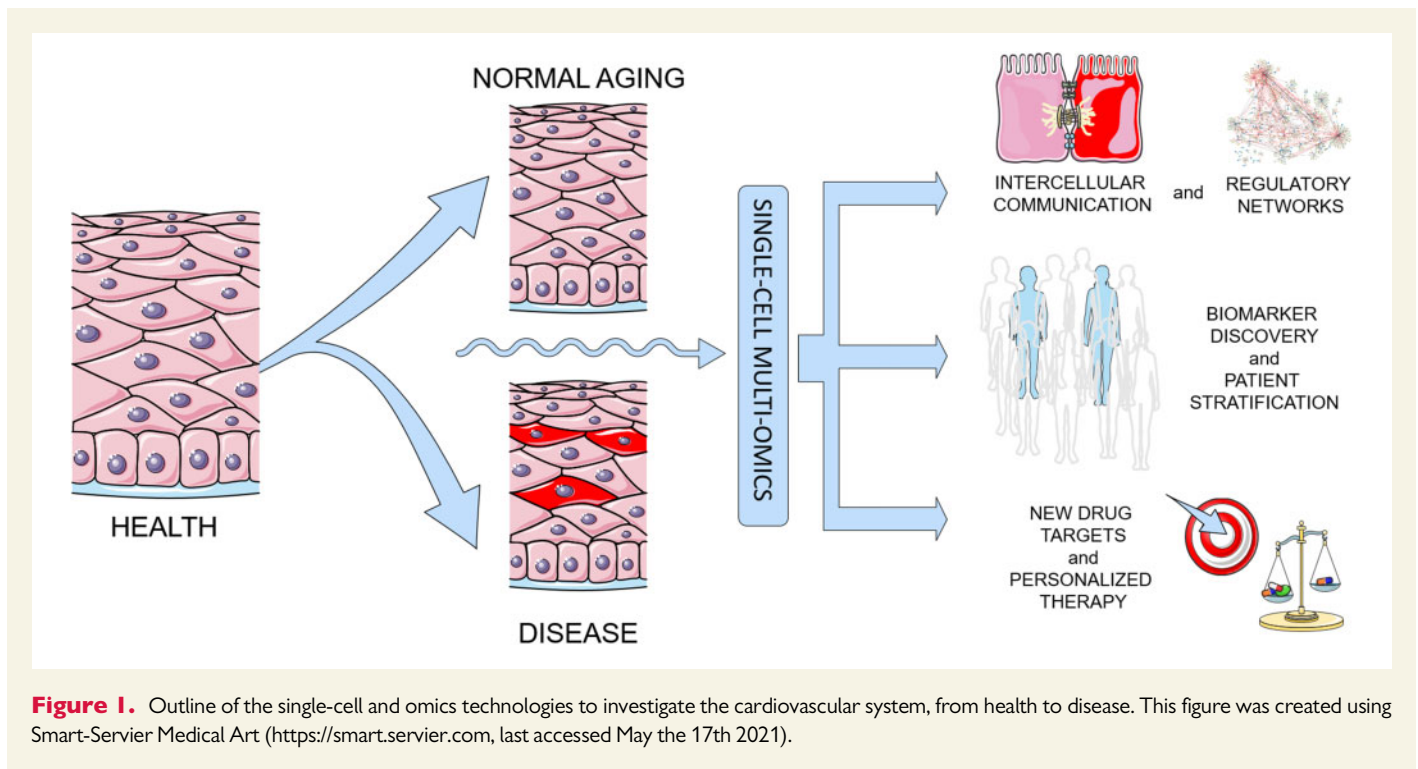 NORMAL AGING
HEALTH
DISEASE
SINGLE-CELL MULTI-OMICS
INTERCELLULAR
COMMUNICATION
and
REGULATORY
NETWORKS
BIOMARKER
DISCOVERY
and
PATIENT
STRATIFICATION
NEW DRUG
TARGETS
and
PERSONALIZED
THERAPY
Figure 1. Outline of the single-cell and omics technologies to investigate the cardiovascular system, from health to disease. This figure was created using
Smart-Servier Medical Art (https://smart.servier.com, last accessed May the 17th 2021).